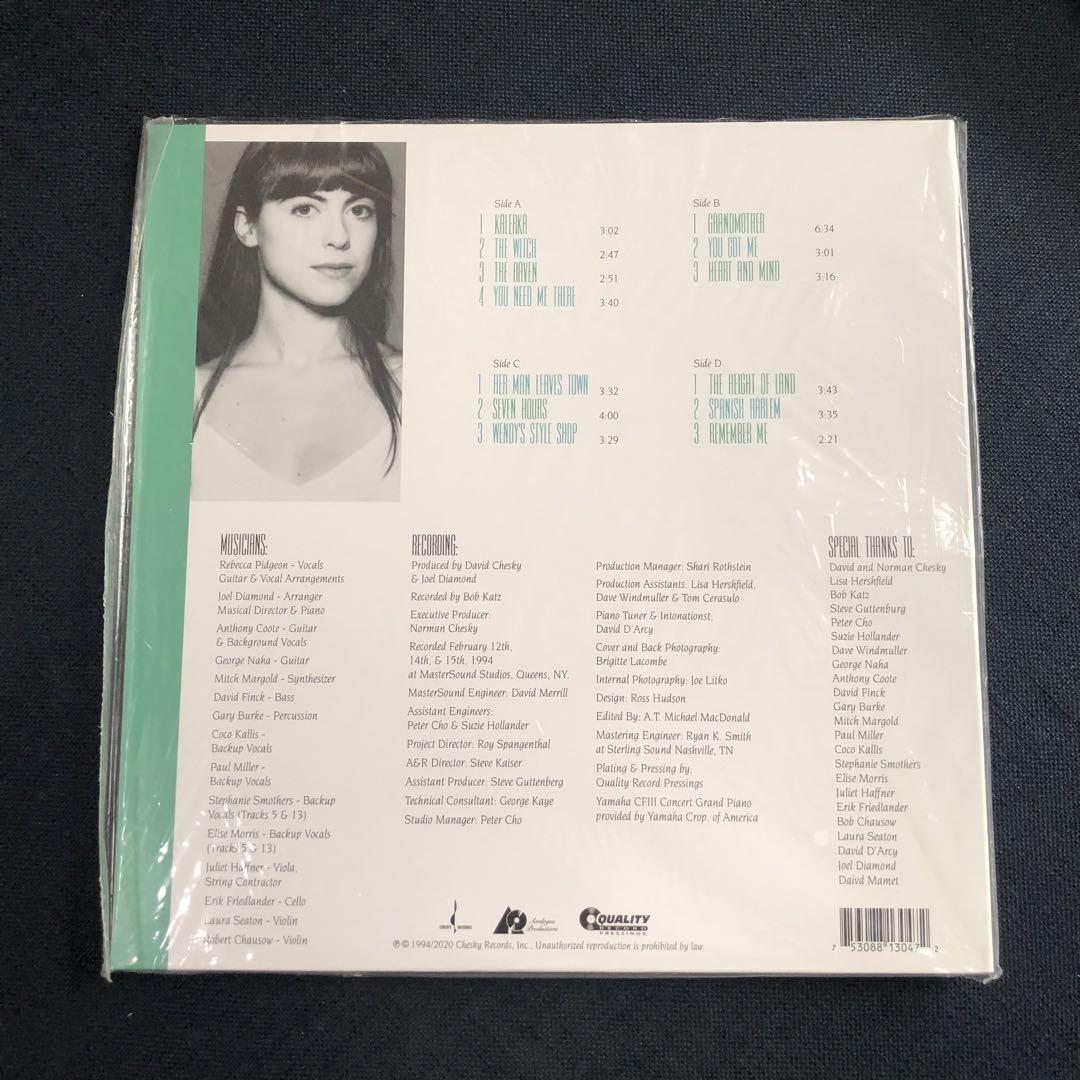 Side A
1 KALERKA 3:02
2 THE WITCH 2:47
3 THE RAVEN 2:51
4 YOU NEED ME THERE 3:40
Side B
1 GRANDMOTHER 6:34
2 YOU GOT ME 3:01
3 HEART AND MIND 3:16
Side C
1 HER MAN LEAVES TOWN 3:32
2 SEVEN HOURS 4:00
3 WENDY'S STYLE SHOP 3:29
Side D
1 THE HEIGHT OF LAND 3:43
2 SPANISH HARLEM 3:35
3 REMEMBER ME 2:21
MUSICIANS:
Rebecca Pidgeon - Vocals
Guitar & Vocal Arrangements
Joel Diamond - Arranger
Musical Director & Piano
Anthony Coote - Guitar
& Background Vocals
George Naha - Guitar
Mitch Margold - Synthesizer
David Finck - Bass
Gary Burke - Percussion
Coco Kallis -
Backup Vocals
Paul Miller -
Backup Vocals
Stephanie Smothers - Backup
Vocals (Tracks 5 & 13)
Elise Morris - Backup Vocals
(Tracks 5 & 13)
Juliet Haffner - Viola,
String Contractor
Erik Friedlander - Cello
Laura Seaton - Violin
Robert Chausow - Violin
RECORDING:
Produced by David Chesky
& Joel Diamond
Recorded by Bob Katz
Executive Producer:
Norman Chesky
Recorded February 12th,
14th, & 15th, 1994
at MasterSound Studios, Queens, NY.
MasterSound Engineer: David Merrill
Assistant Engineers:
Peter Cho & Suzie Hollander
Project Director: Roy Spangenthal
A&R Director: Steve Kaiser
Assistant Producer: Steve Guttenberg
Technical Consultant: George Kaye
Studio Manager: Peter Cho
Production Manager: Shari Rothstein
Production Assistants: Lisa Hershfield,
Dave Windmuller & Tom Cerasulo
Piano Tuner & Intonationist:
David D'Arcy
Cover and Back Photography:
Brigitte Lacombe
Internal Photography: Joe Litko
Design: Ross Hudson
Edited By: A.T. Michael MacDonald
Mastering Engineer: Ryan K. Smith
at Sterling Sound Nashville, TN
Plating & Pressing by:
Quality Record Pressings
Yamaha CFIII Concert Grand Piano
provided by Yamaha Crop. of America
SPECIAL THANKS TO:
David and Norman Chesky
Lisa Hershfield
Bob Katz
Steve Guttenburg
Peter Cho
Suzie Hollander
Dave Windmuller
George Naha
Anthony Coote
David Finck
Gary Burke
Mitch Margold
Paul Miller
Coco Kallis
Stephanie Smothers
Elise Morris
Juliet Haffner
Erik Friedlander
Bob Chausow
Laura Seaton
David D'Arcy
Joel Diamond
Daivd Mamet
CHESKY RECORDS
AP Analogue
Productions
QUALITY
RECORD
PRESSINGS
℗© 1994/2020 Chesky Records, Inc., Unauthorized reproduction is prohibited by law.
7 53088 13047 2